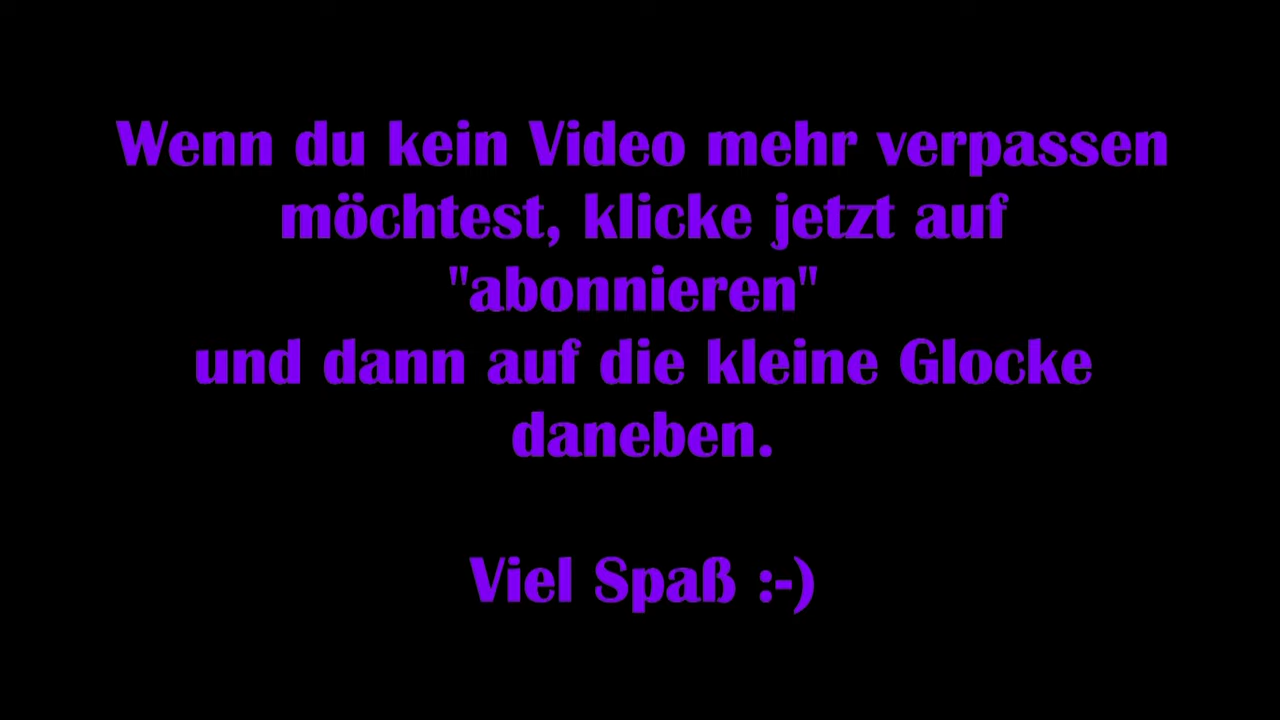 Wenn du kein Video mehr verpassen
möchtest, klicke jetzt auf
"abonnieren"
und dann auf die kleine Glocke
daneben.
Viel Spaß :-)